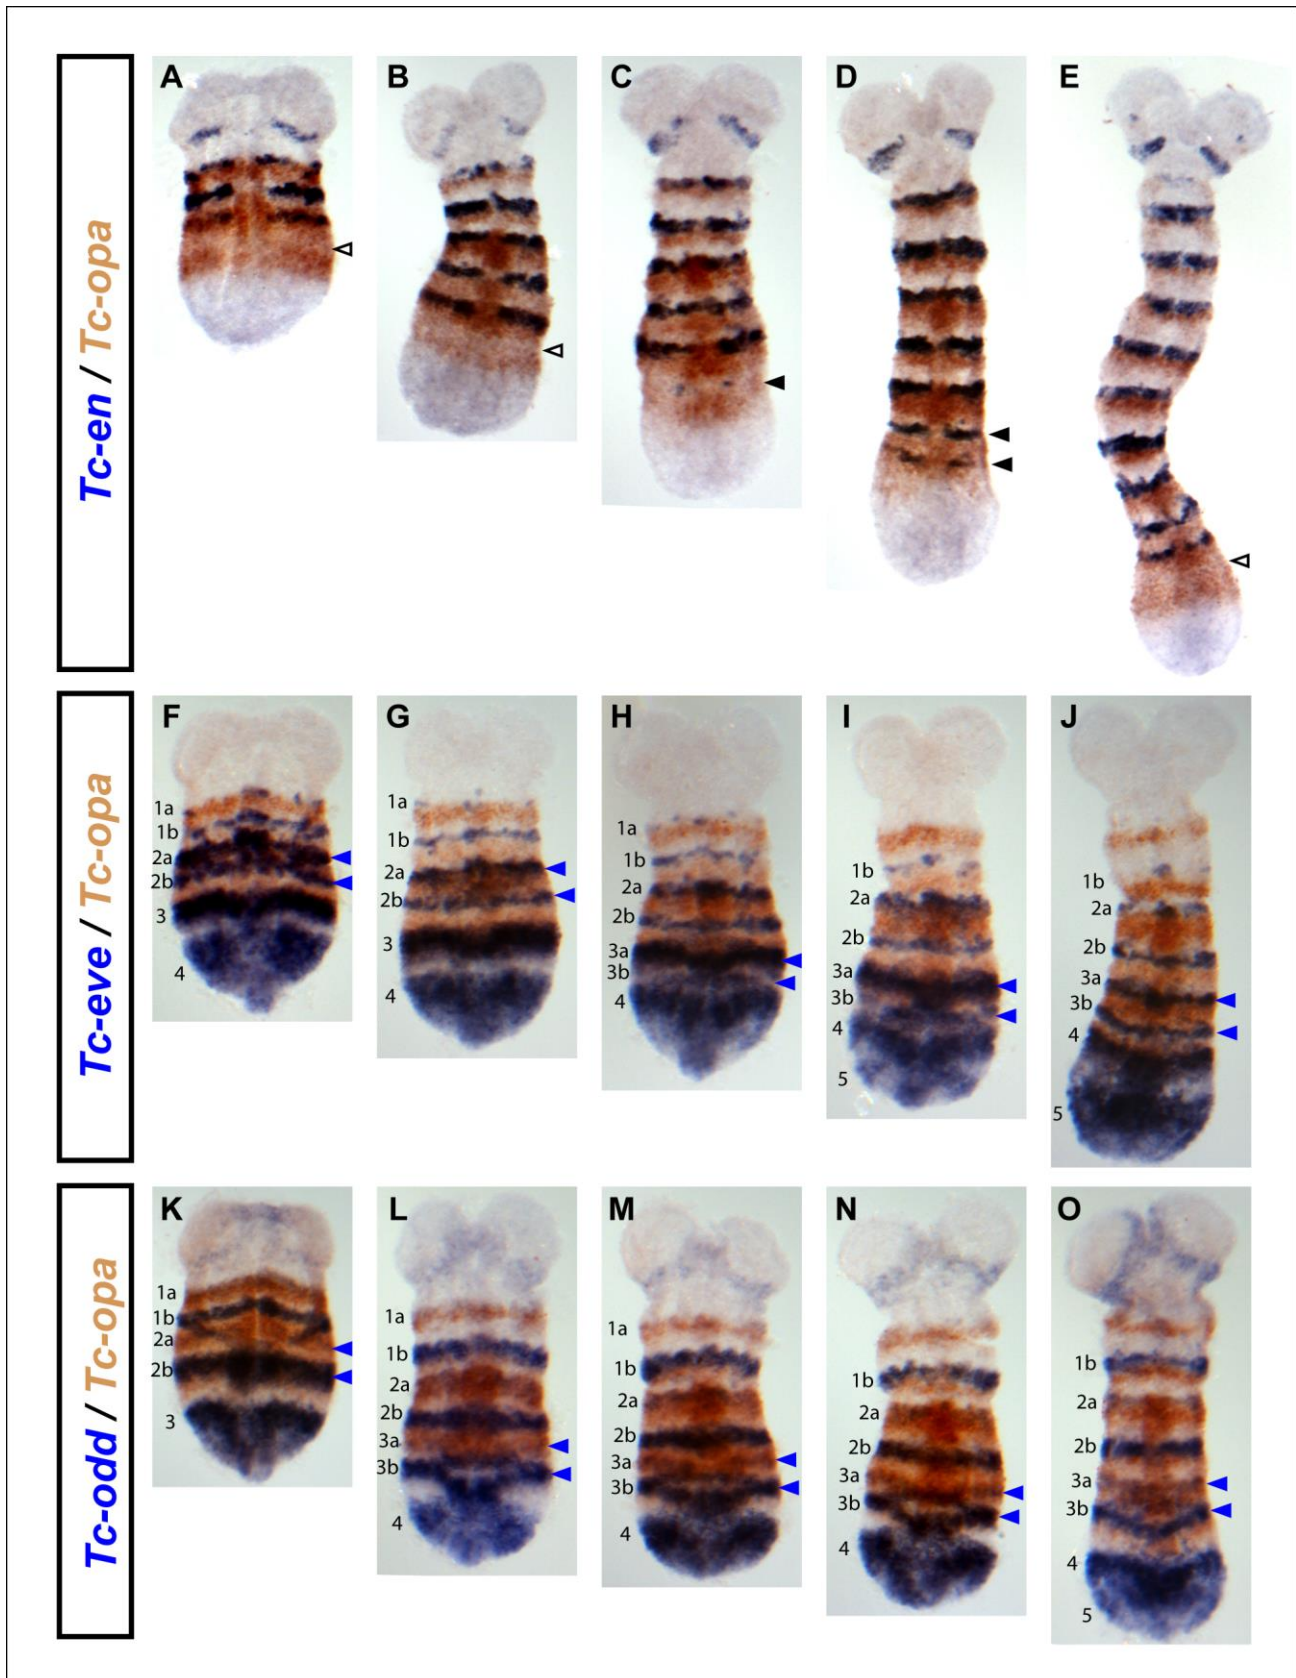 Tc-en / Tc-opa
A
B
C
D
E
Tc-eve / Tc-opa
F
1a
1b
2a
2b
3
4
G
1a
1b
2a
2b
3
4
H
1a
1b
2a
2b
3a
3b
4
I
1b
2a
2b
3a
3b
4
5
J
1b
2a
2b
3a
3b
4
5
Tc-odd / Tc-opa
K
1a
1b
2a
2b
3
L
1a
1b
2a
2b
3a
3b
4
M
1a
1b
2a
2b
3a
3b
4
N
1b
2a
2b
3a
3b
4
O
1b
2a
2b
3a
3b
4
5